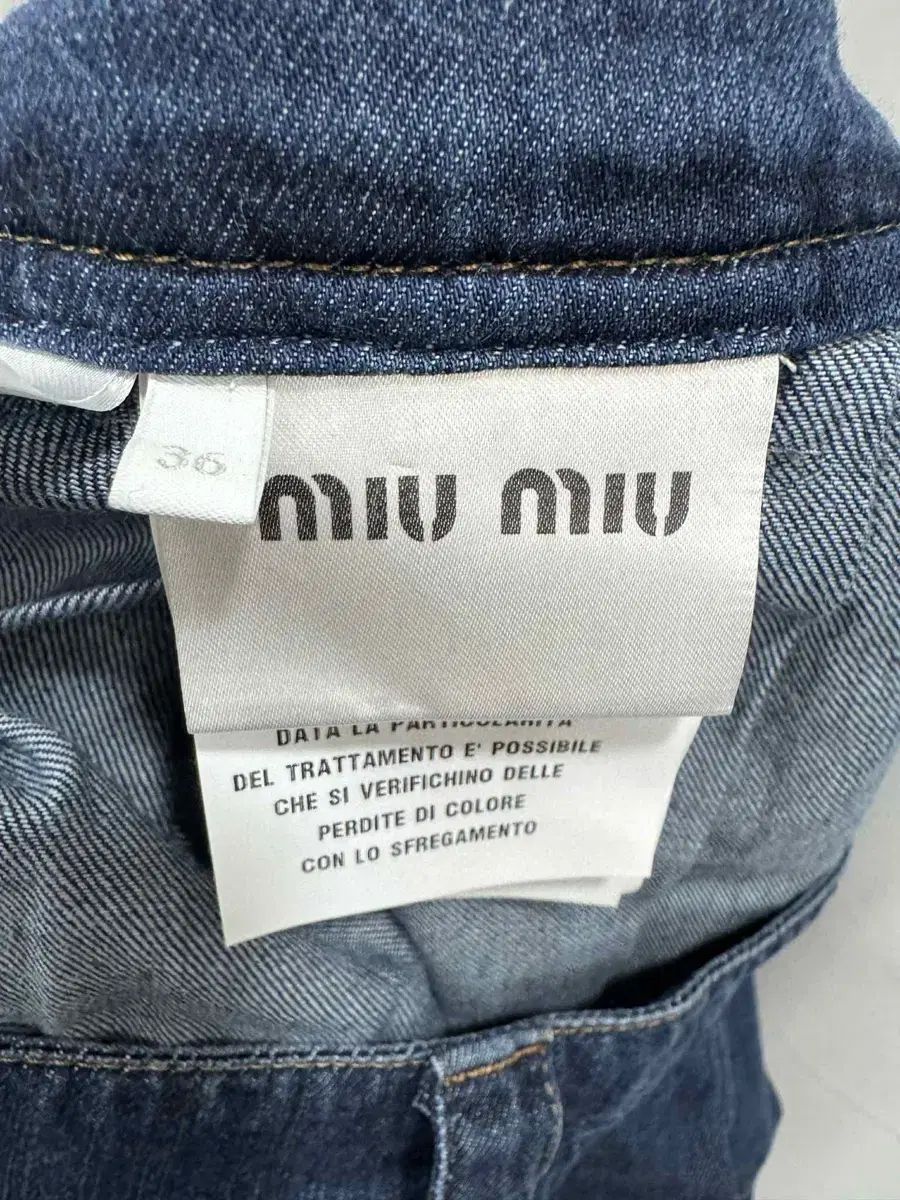 36
MIU MIU
DATA LA PARTICOLARITA
DEL TRATTAMENTO E' POSSIBILE
CHE SI VERIFICHINO DELLE
PERDITE DI COLORE
CON LO SFREGAMENTO